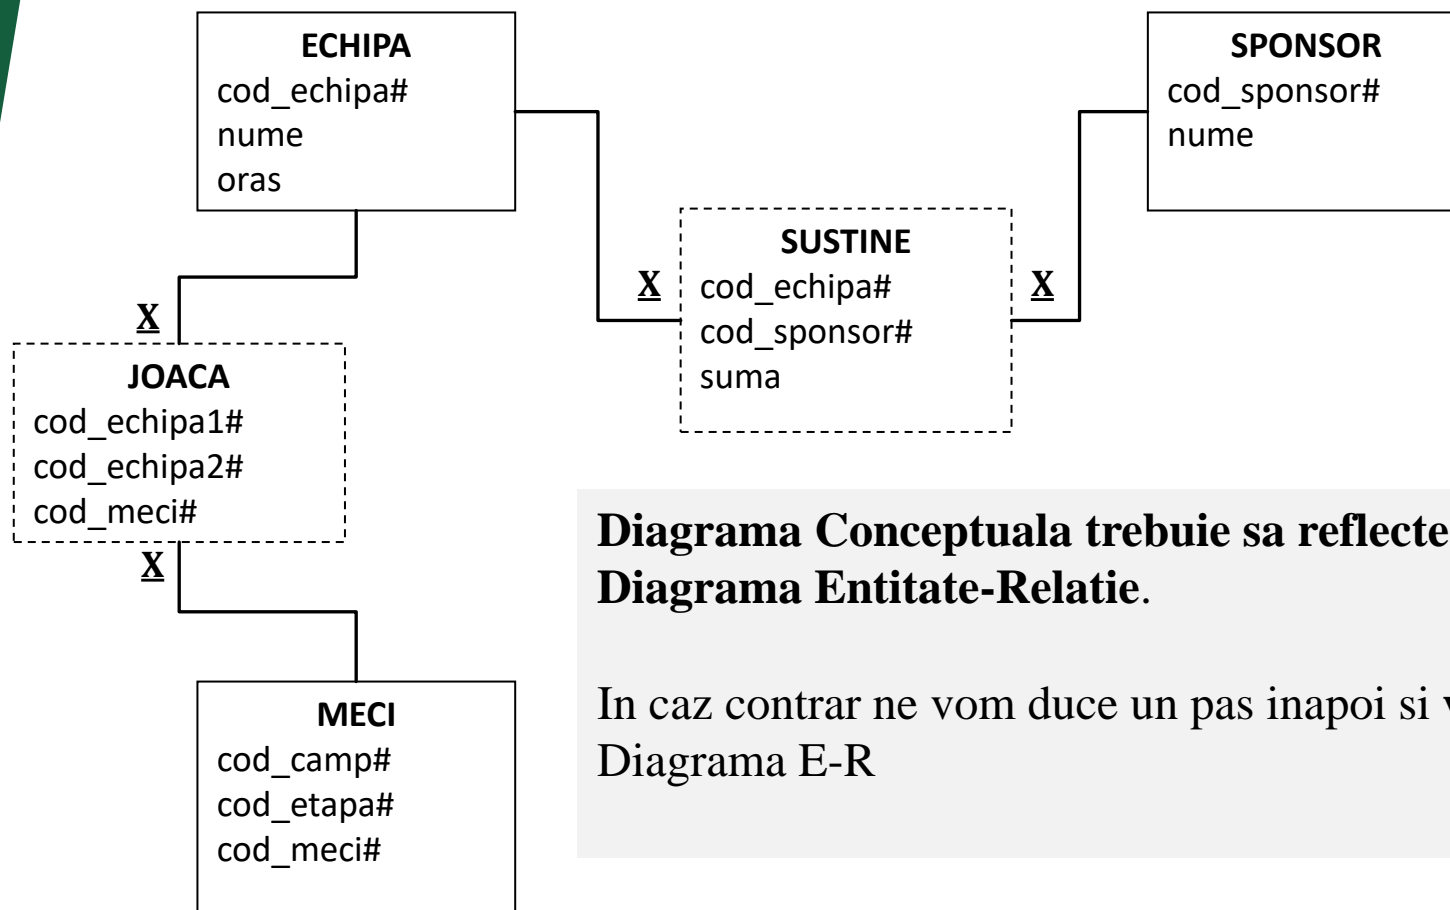 ECHIPA
cod_echipa#
nume
oras
SPONSOR
cod_sponsor#
nume
SUSTINE
cod_echipa#
cod_sponsor#
suma
X
X
X
JOACA
cod_echipa1#
cod_echipa2#
cod_meci#
X
MECI
cod_camp#
cod_etapa#
cod_meci#
Diagrama Conceptuala trebuie sa reflecte
Diagrama Entitate-Relatie.
In caz contrar ne vom duce un pas inapoi si
Diagrama E-R